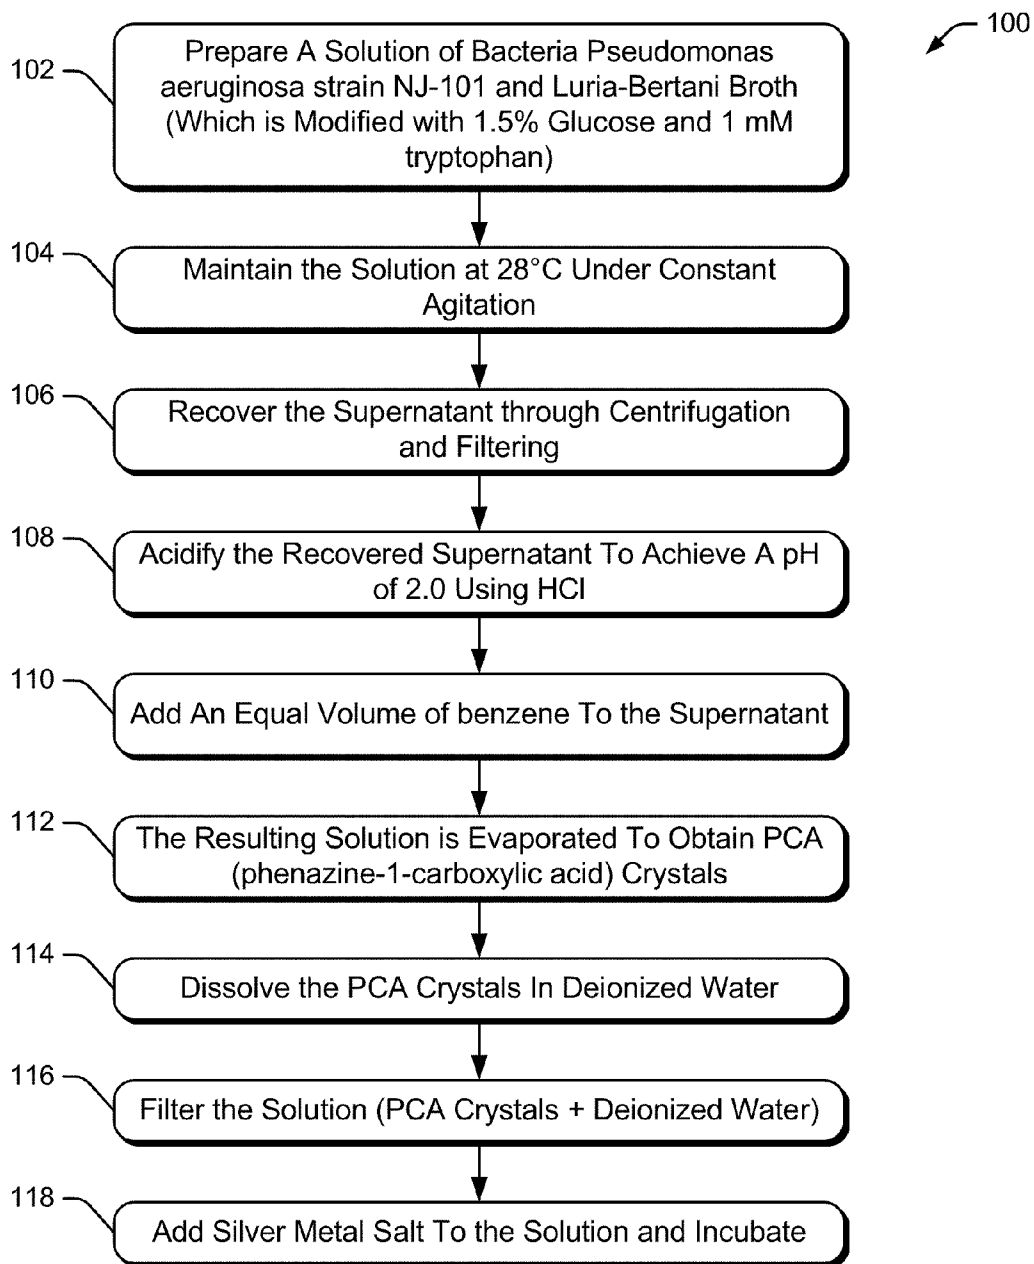 100
102
Prepare A Solution of Bacteria Pseudomonas
aeruginosa strain NJ-101 and Luria-Bertani Broth
(Which is Modified with 1.5% Glucose and 1 mM
tryptophan)
104
Maintain the Solution at 28°C Under Constant
Agitation
106
Recover the Supernatant through Centrifugation
and Filtering
108
Acidify the Recovered Supernatant To Achieve A pH
of 2.0 Using HCl
110
Add An Equal Volume of benzene To the Supernatant
112
The Resulting Solution is Evaporated To Obtain PCA
(phenazine-1-carboxylic acid) Crystals
114
Dissolve the PCA Crystals In Deionized Water
116
Filter the Solution (PCA Crystals + Deionized Water)
118
Add Silver Metal Salt To the Solution and Incubate